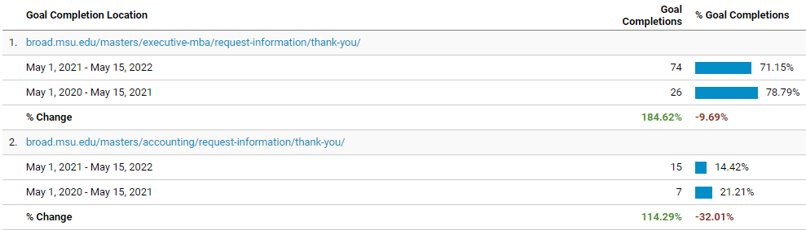 Goal Completion Location Goal Completions % Goal Completions
1. broad.msu.edu/masters/executive-mba/request-information/thank-you/
May 1, 2021 - May 15, 2022 74 71.15%
May 1, 2020 - May 15, 2021 26 78.79%
% Change 184.62% -9.69%
2. broad.msu.edu/masters/accounting/request-information/thank-you/
May 1, 2021 - May 15, 2022 15 14.42%
May 1, 2020 - May 15, 2021 7 21.21%
% Change 114.29% -32.01%